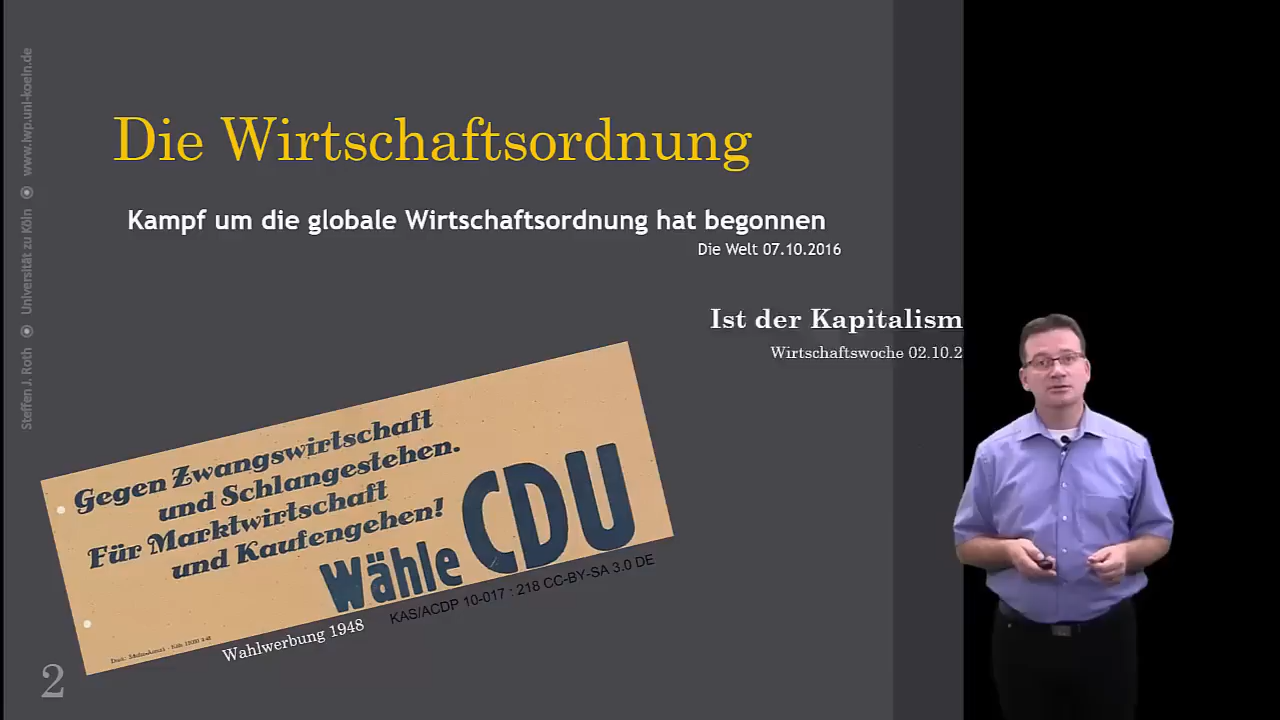 Die Wirtschaftsordnung
Kampf um die globale Wirtschaftsordnung hat begonnen
Die Welt 07.10.2016
Ist der Kapitalism
Wirtschaftswoche 02.10.2
Gegen Zwangswirtschaft
und Schlangestehen.
Für Marktwirtschaft
und Kaufengehen!
Wähle CDU
KAS/ACDP 10-017 : 218 CC-BY-SA 3.0 DE
Wahlwerbung 1948
2
Steffen J. Roth ◉ Universität zu Köln ◉ www.iwp.uni-koeln.de